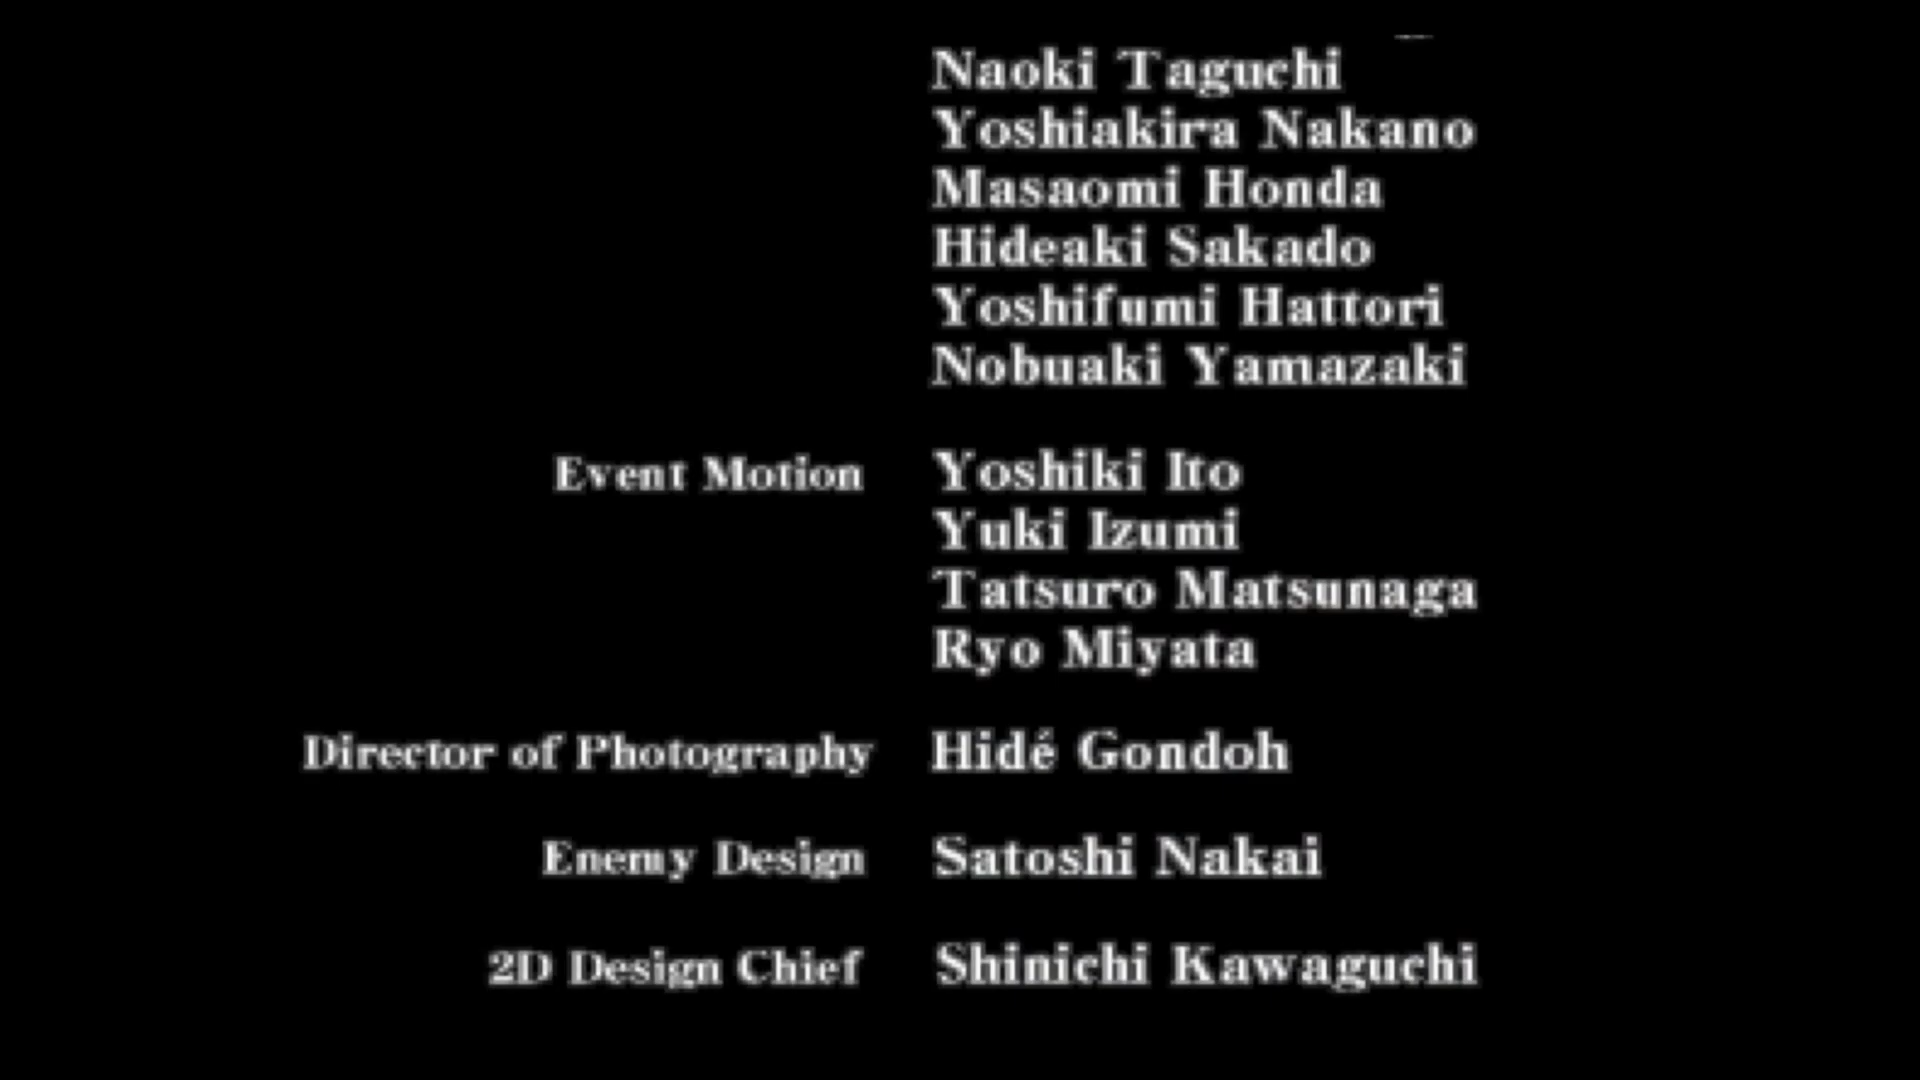 Naoki Taguchi
Yoshiakira Nakano
Masaomi Honda
Hideaki Sakado
Yoshifumi Hattori
Nobuaki Yamazaki
Event Motion Yoshiki Ito
Yuki Izumi
Tatsuro Matsunaga
Ryo Miyata
Director of Photography Hidé Gondoh
Enemy Design Satoshi Nakai
2D Design Chief Shinichi Kawaguchi